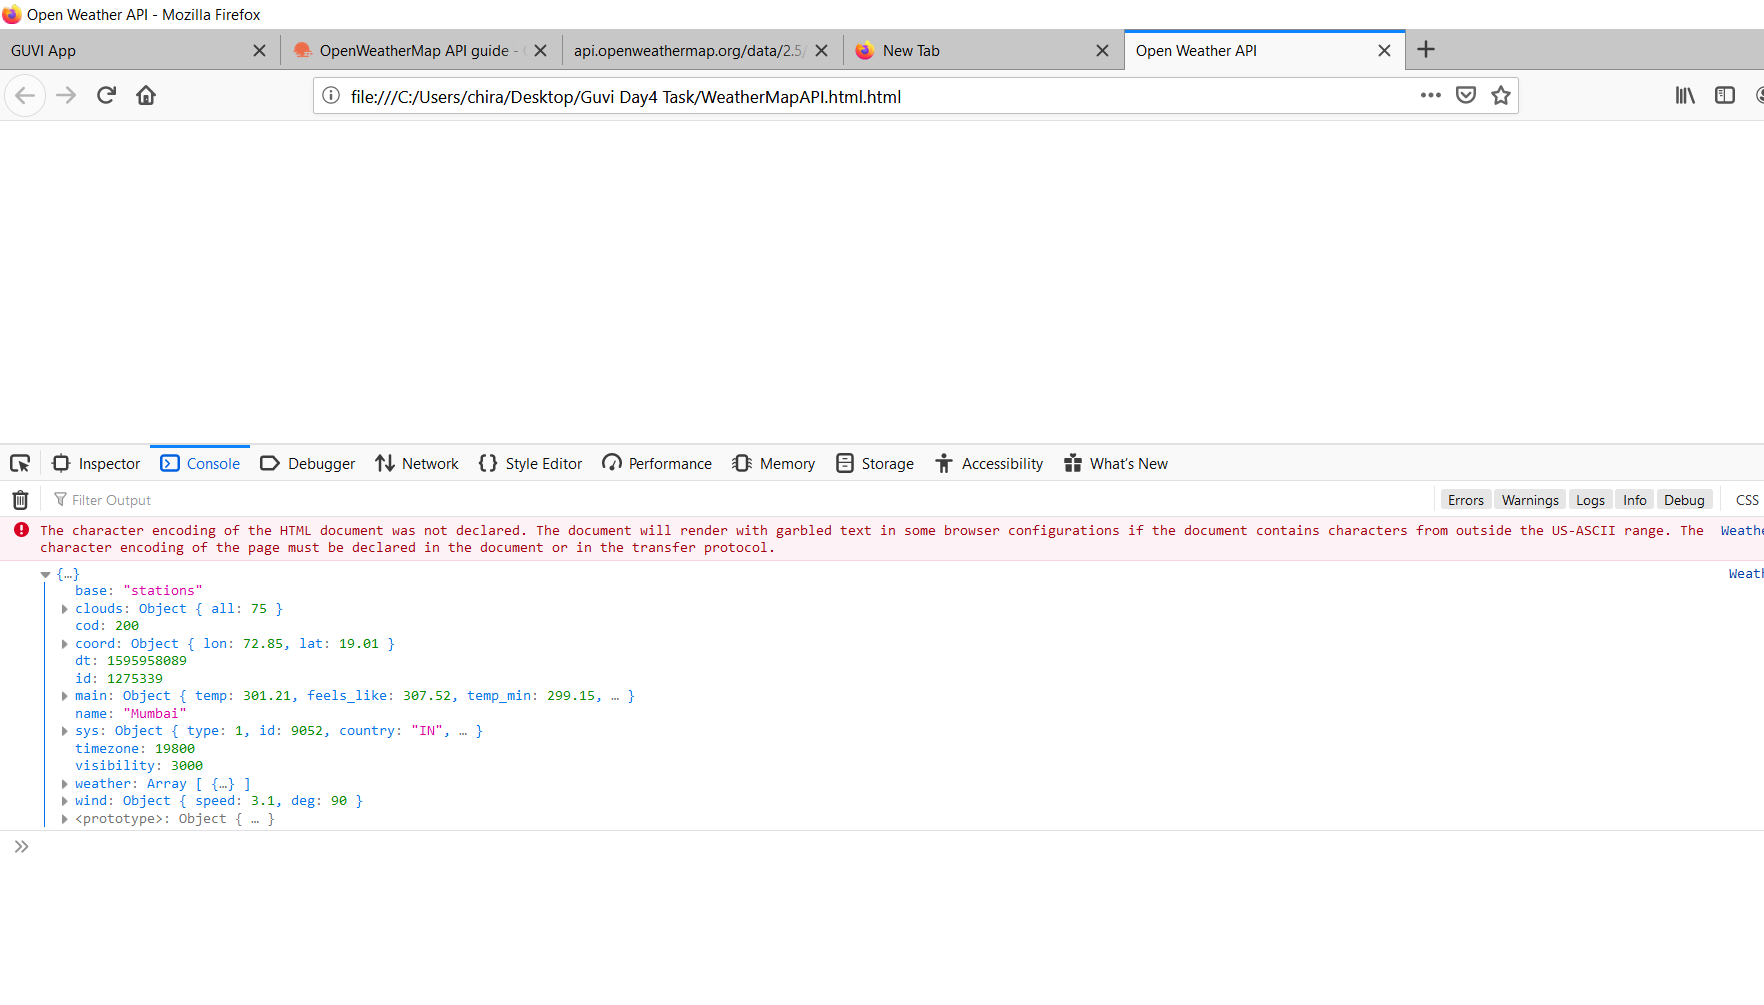 Open Weather API - Mozilla Firefox
GUVI App
OpenWeatherMap API guide -
api.openweathermap.org/data/2.5/
New Tab
Open Weather API
file:///C:/Users/chira/Desktop/Guvi Day4 Task/WeatherMapAPI.html.html
Inspector Console Debugger Network Style Editor Performance Memory Storage Accessibility What's New
Filter Output Errors Warnings Logs Info Debug CSS
The character encoding of the HTML document was not declared. The document will render with garbled text in some browser configurations if the document contains characters from outside the US-ASCII range. The Weathe
character encoding of the page must be declared in the document or in the transfer protocol.
{…} Weath
base: "stations"
clouds: Object { all: 75 }
cod: 200
coord: Object { lon: 72.85, lat: 19.01 }
dt: 1595958089
id: 1275339
main: Object { temp: 301.21, feels_like: 307.52, temp_min: 299.15, … }
name: "Mumbai"
sys: Object { type: 1, id: 9052, country: "IN", … }
timezone: 19800
visibility: 3000
weather: Array [ {…} ]
wind: Object { speed: 3.1, deg: 90 }
<prototype>: Object { … }